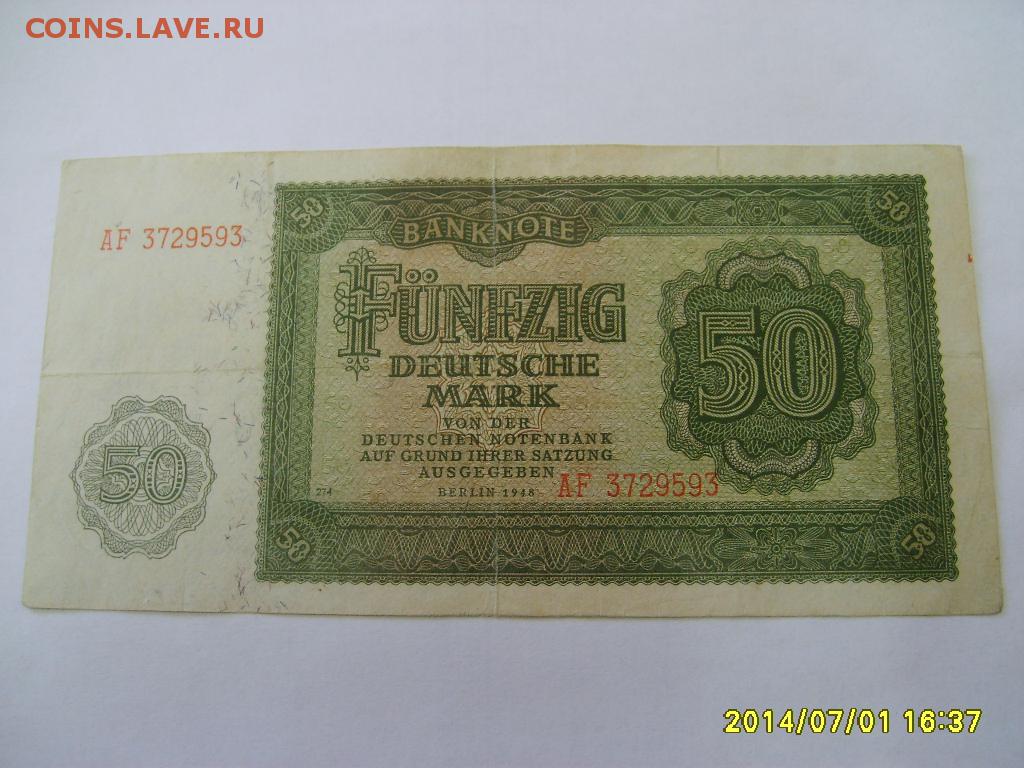 COINS.LAVE.RU
50
50
BANKNOTE
AF 3729593
FÜNFZIG
DEUTSCHE
MARK
50
VON DER
DEUTSCHEN NOTENBANK
AUF GRUND IHRER SATZUNG
AUSGEGEBEN
50
274
BERLIN 1948
AF 3729593
50
50
2014/07/01 16:37